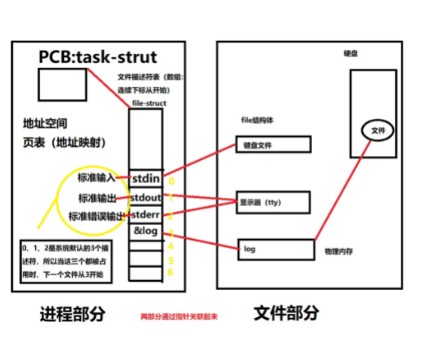 PCB:task-strut
文件描述符表（数组：
连续下标从开始）
file-struct
地址空间
页表（地址映射）
标准输入
stdin
0
标准输出
stdout
1
标准错误输出
stderr
2
&log
3
4
5
6
0，1，2是系统默认的3个描
述符，所以当这三个都被占
用时，下一个文件从3开始
进程部分
两部分通过指针关联起来
硬盘
file结构体
键盘文件
文件
显示器（tty）
log
物理内存
文件部分